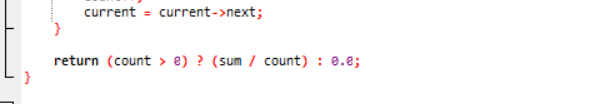 current = current->next;
}
return (count > 0) ? (sum / count) : 0.0;
}